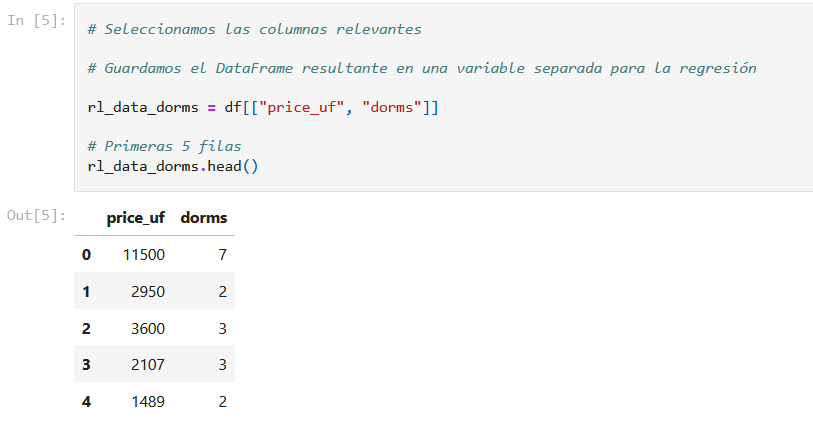 In [5]:
# Seleccionamos las columnas relevantes
# Guardamos el DataFrame resultante en una variable separada para la regresión
rl_data_dorms = df[["price_uf", "dorms"]]
# Primeras 5 filas
rl_data_dorms.head()
Out[5]:
price_uf dorms
0 11500 7
1 2950 2
2 3600 3
3 2107 3
4 1489 2